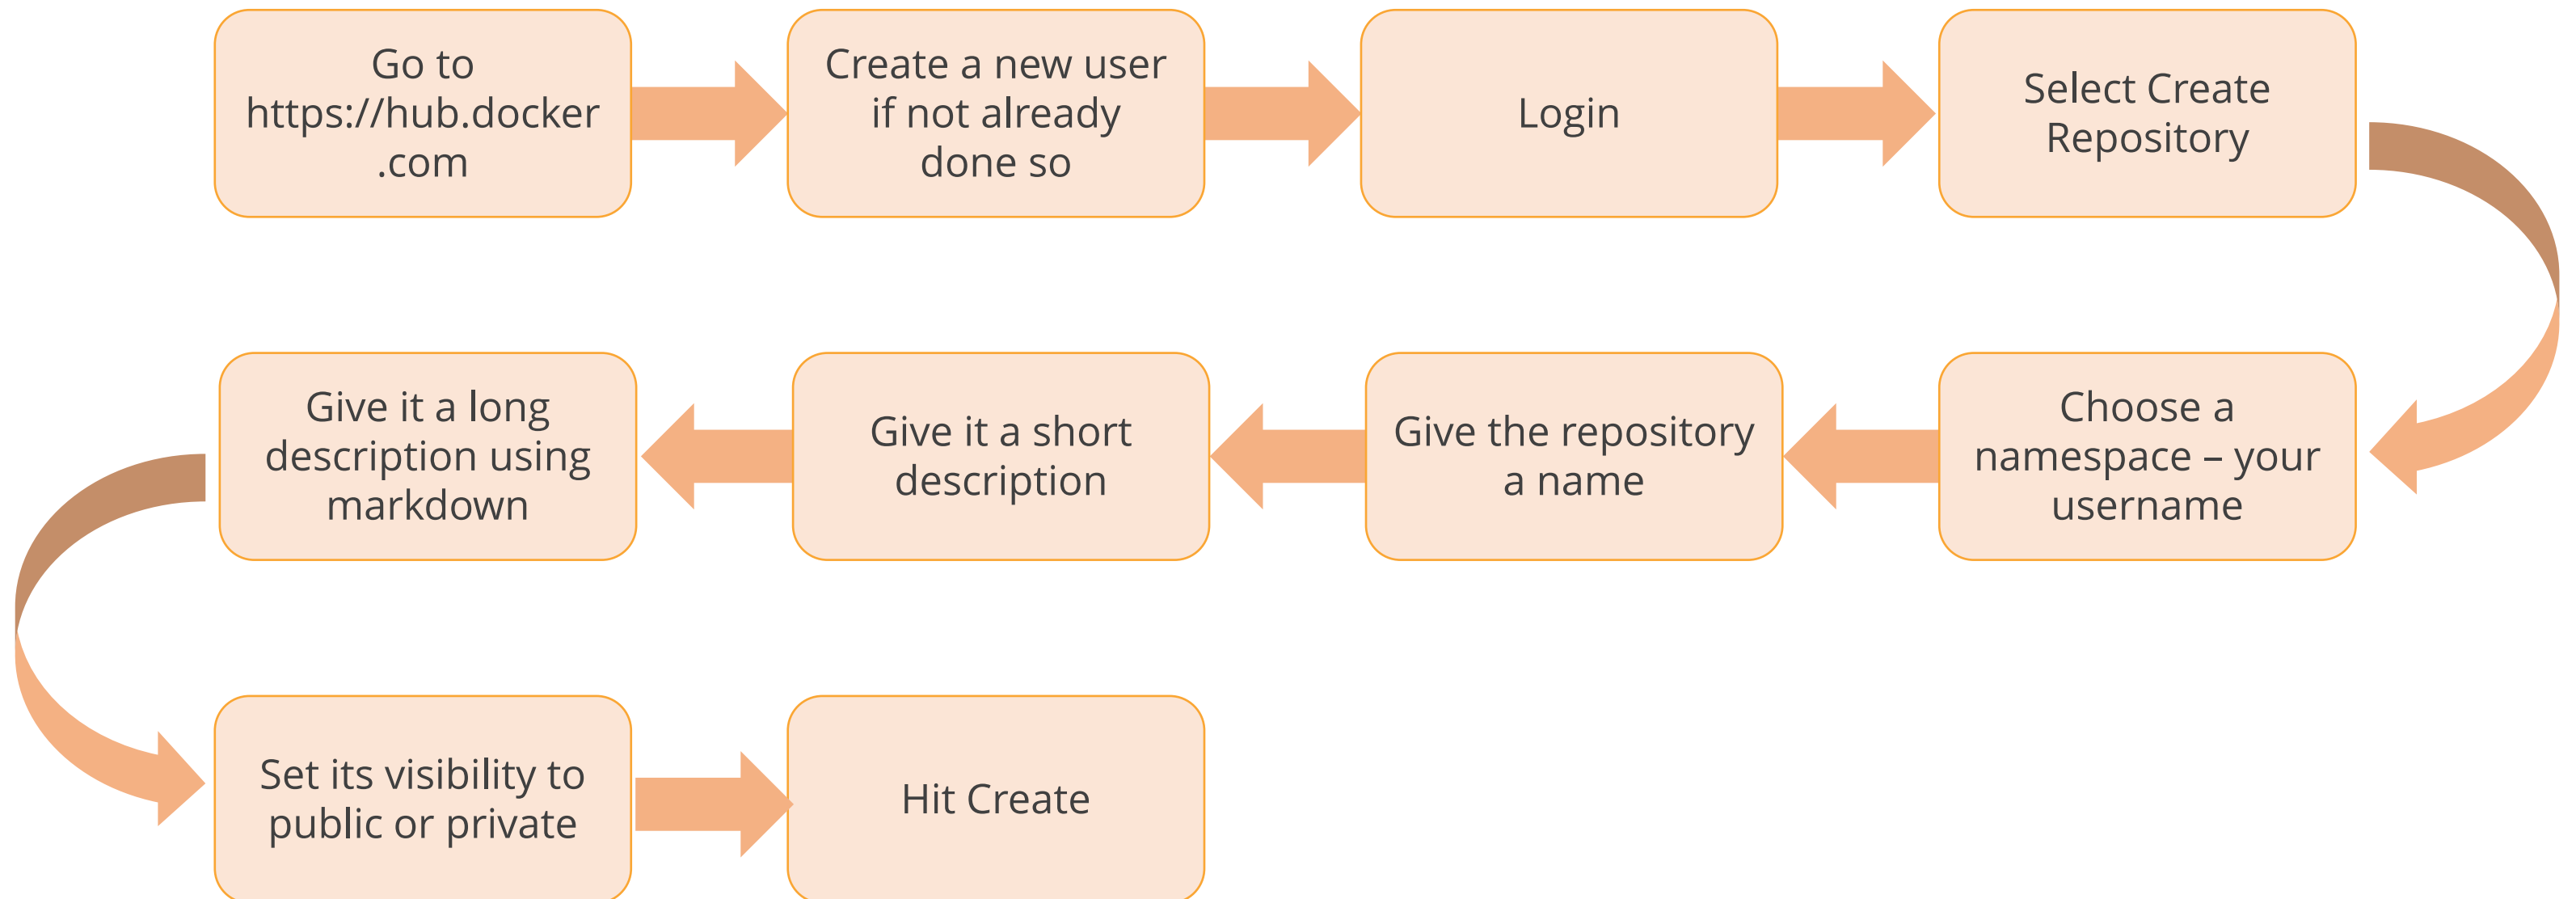 Go to
https://hub.docker
.com
Create a new user
if not already
done so
Login
Select Create
Repository
Choose a
namespace – your
username
Give the repository
a name
Give it a short
description
Give it a long
description using
markdown
Set its visibility to
public or private
Hit Create